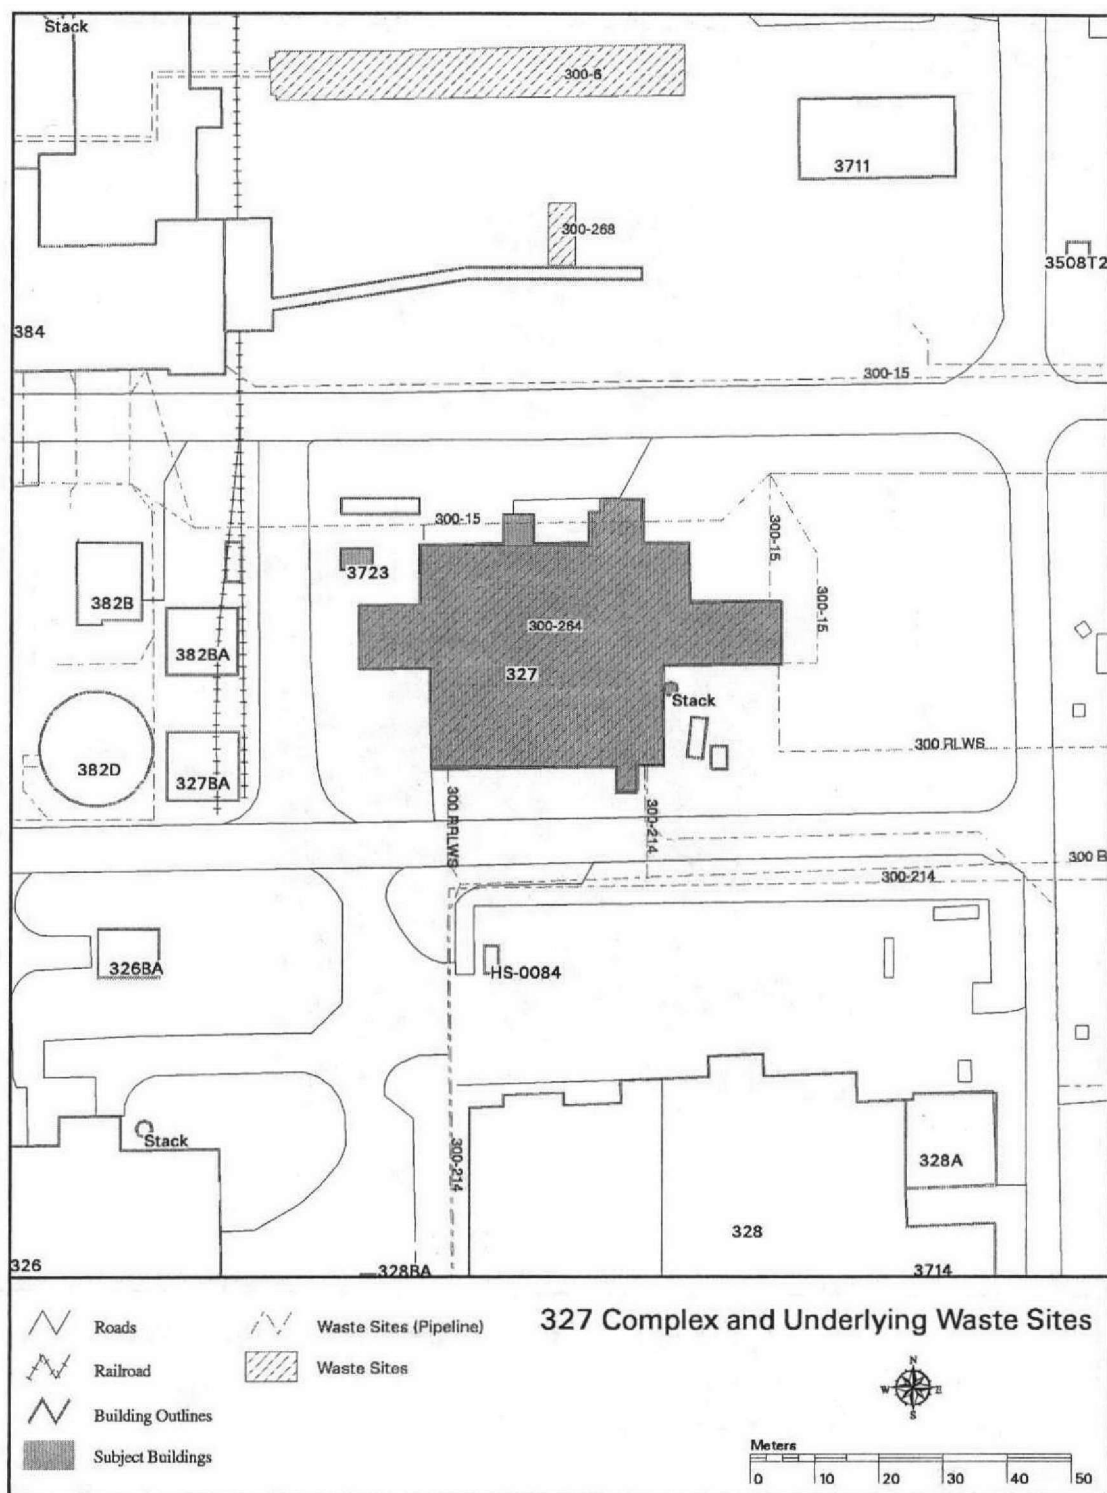 Stack
300-6
3711
300-268
3508T2
384
300-15
300-15
300-15
300-15
3723
382B
300-264
382BA
327
Stack
382D
327BA
300 RLWS
300 RRLWS
300-214
300 B
300-214
326BA
HS-0084
Stack
300-214
328A
328
326
328BA
3714
327 Complex and Underlying Waste Sites
Roads
Waste Sites (Pipeline)
Railroad
Waste Sites
Building Outlines
Subject Buildings
N
W E
S
Meters
0 10 20 30 40 50